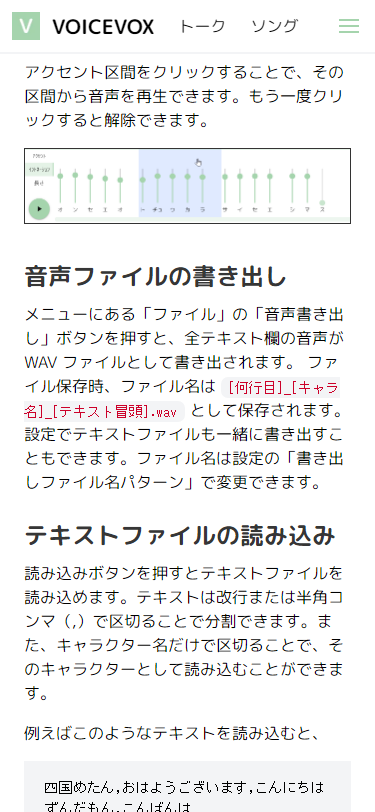 V VOICEVOX トーク ソング
アクセント区間をクリックすることで、その
区間から音声を再生できます。もう一度クリ
ックすると解除できます。
アクセント
イントネーション
長さ
オ ン セ エ オ ー チュ ウ カ ラ サ イ セ エ シ マ ス
音声ファイルの書き出し
メニューにある「ファイル」の「音声書き出
し」ボタンを押すと、全テキスト欄の音声が
WAV ファイルとして書き出されます。 ファ
イル保存時、ファイル名は [何行目]_[キャラ
名]_[テキスト冒頭].wav として保存されます。
設定でテキストファイルも一緒に書き出すこ
ともできます。ファイル名は設定の「書き出
しファイル名パターン」で変更できます。
テキストファイルの読み込み
読み込みボタンを押すとテキストファイルを
読み込めます。テキストは改行または半角コ
ンマ（,）で区切ることで分割できます。ま
た、キャラクター名だけで区切ることで、そ
のキャラクターとして読み込むことができま
す。
例えばこのようなテキストを読み込むと、
四国めたん,おはようございます,こんにちは
ずんだもん,こんばんは